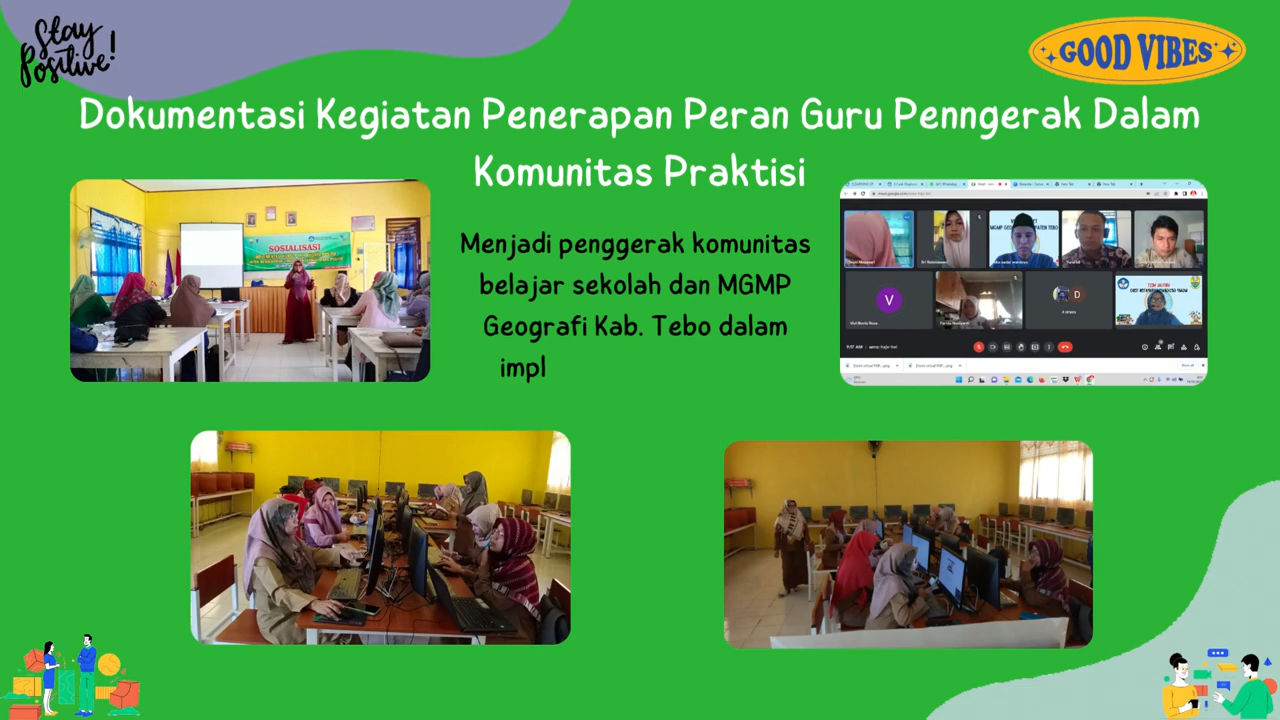 Stay
Positive!
GOOD VIBES
Dokumentasi Kegiatan Penerapan Peran Guru Penngerak Dalam
Komunitas Praktisi
SOSIALISASI
Menjadi penggerak komunitas
belajar sekolah dan MGMP
Geografi Kab. Tebo dalam
impl
V
D